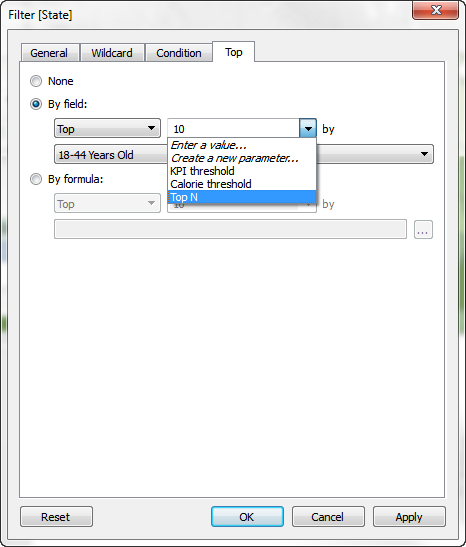 Filter [State]
General Wildcard Condition Top
None
By field:
Top 10 by
Enter a value...
Create a new parameter...
18-44 Years Old
KPI threshold
Calorie threshold
By formula:
Top N
Top 10 by
...
Reset OK Cancel Apply